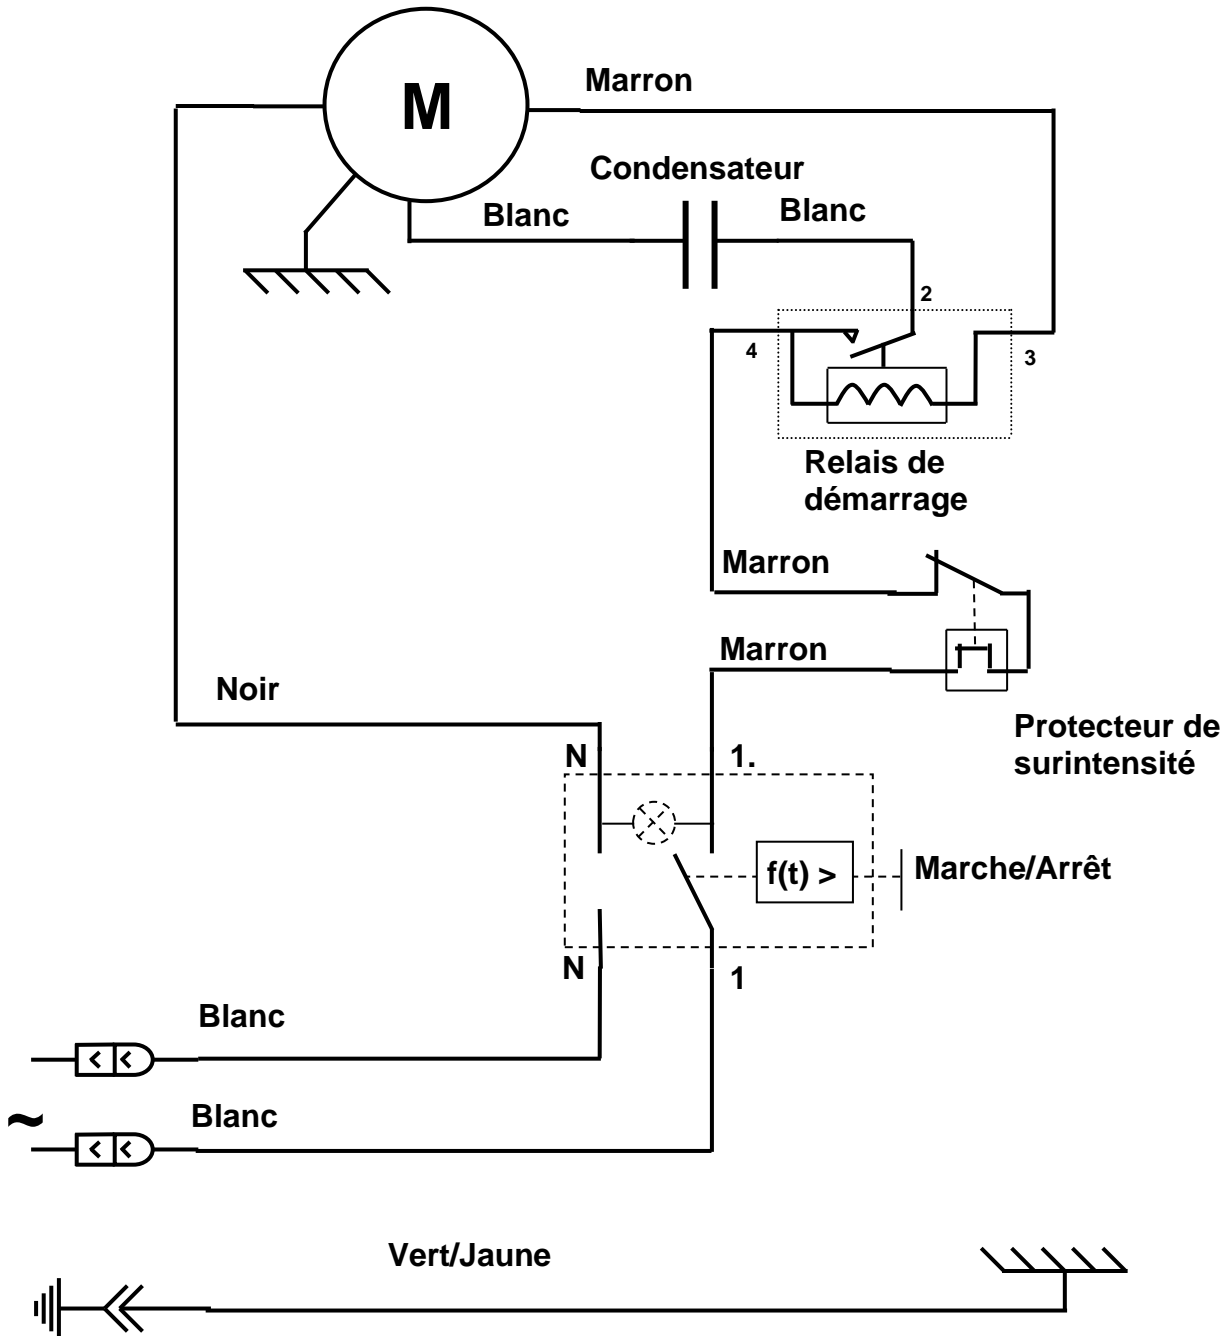 Marron
M
Condensateur
Blanc
Blanc
2
4
3
Relais de
démarrage
Marron
Marron
Noir
Protecteur de
surintensité
N
1.
f(t) >
Marche/Arrêt
N
1
Blanc
~
Blanc
Vert/Jaune